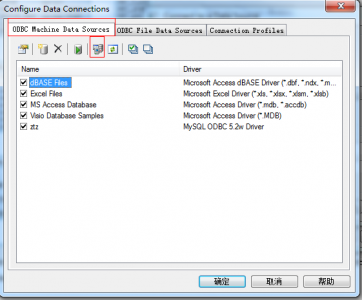 Configure Data Connections
ODBC Machine Data Sources ODBC File Data Sources Connection Profiles
Name Driver
dBASE Files Microsoft Access dBASE Driver (*.dbf, *.ndx, *.m...
Excel Files Microsoft Excel Driver (*.xls, *.xlsx, *.xlsm, *.xlsb)
MS Access Database Microsoft Access Driver (*.mdb, *.accdb)
Visio Database Samples Microsoft Access Driver (*.MDB)
ztz MySQL ODBC 5.2w Driver
确定 取消 帮助